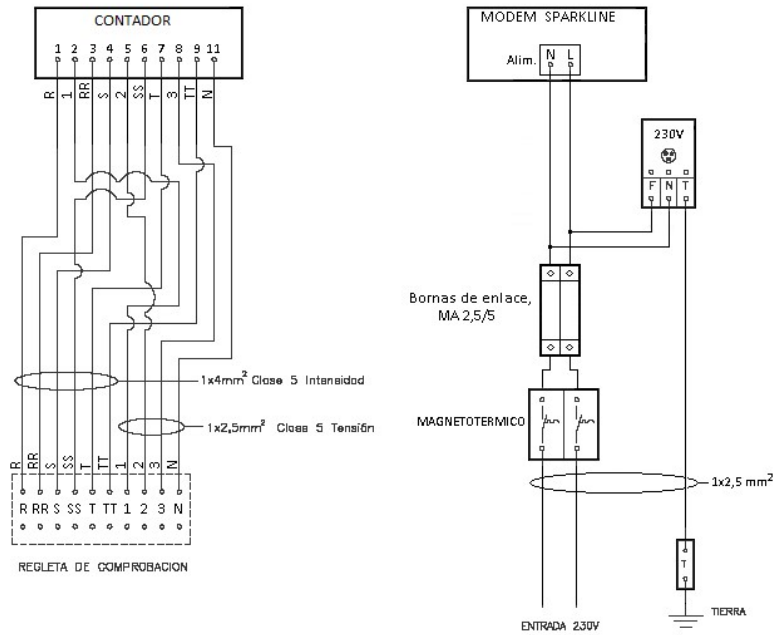 CONTADOR
1 2 3 4 5 6 7 8 9 11
R 1 RR S 2 SS T 3 TT N
1x4mm² Clase 5 Intensidad
1x2,5mm² Clase 5 Tensión
R RR S SS T TT 1 2 3 N
R RR S SS T TT 1 2 3 N
REGLETA DE COMPROBACION
MODEM SPARKLINE
Alim. N L
230V
F N T
Bornas de enlace,
MA 2,5/5
MAGNETOTERMICO
1x2,5 mm²
T
TIERRA
ENTRADA 230V